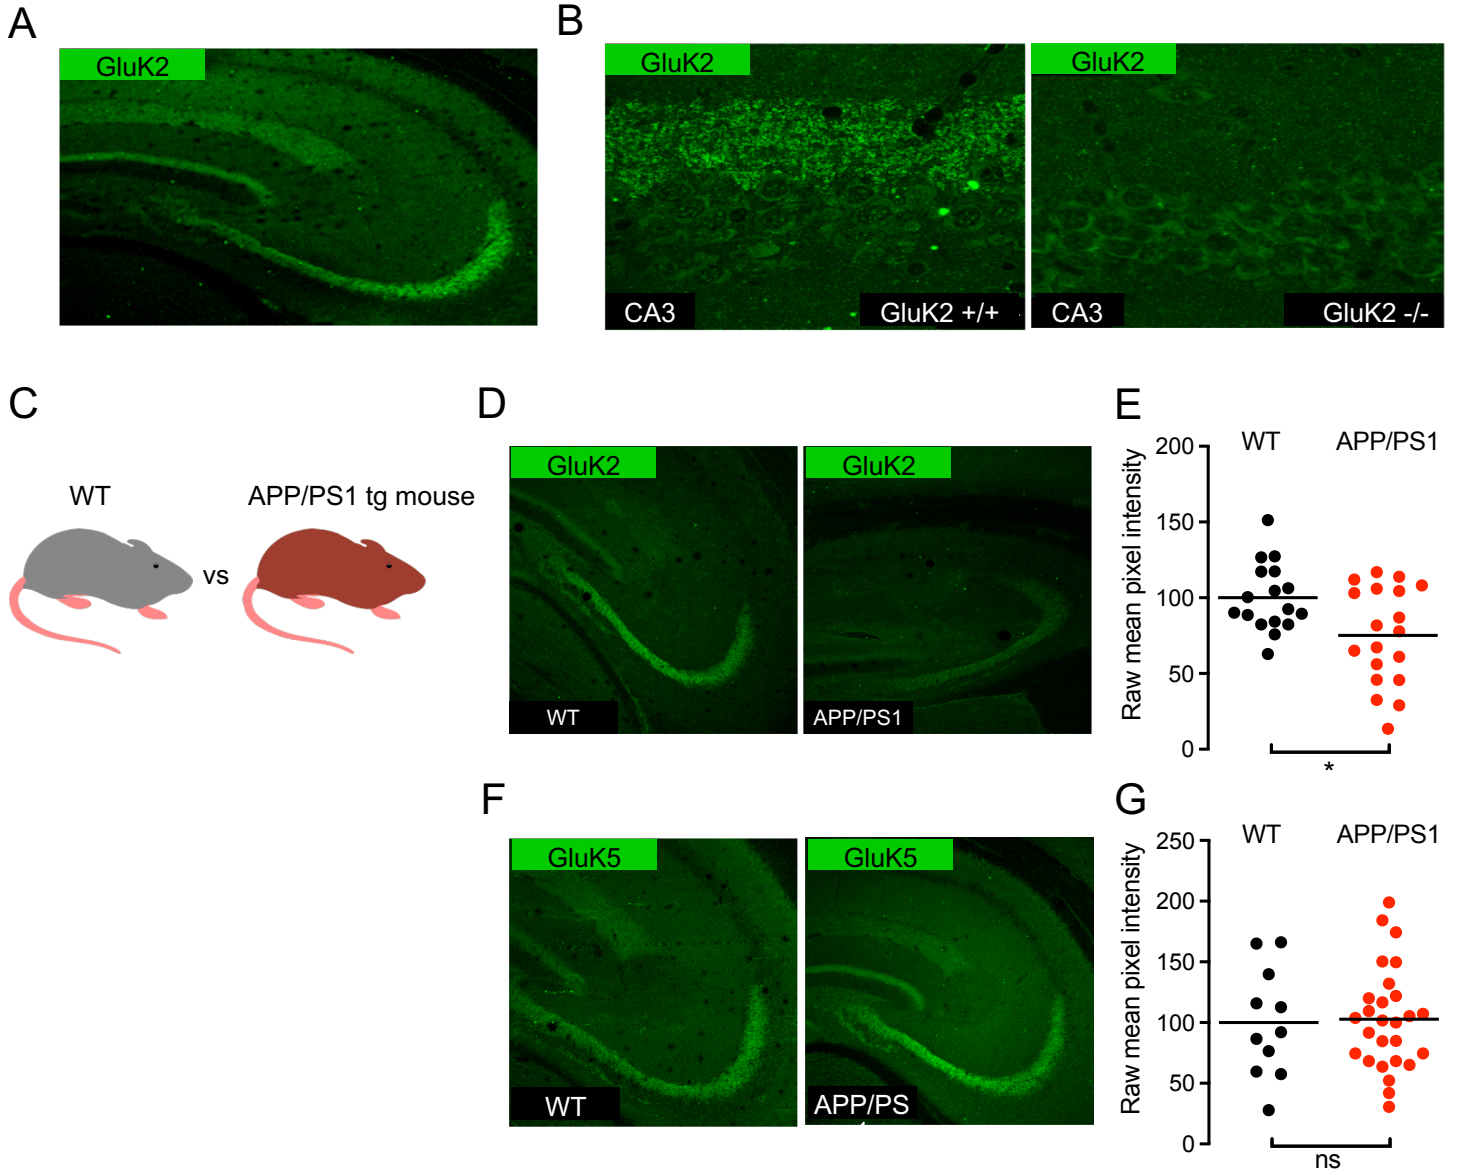 A
GluK2
B
GluK2
CA3
GluK2 +/+
GluK2
CA3
GluK2 -/-
C
WT
vs
APP/PS1 tg mouse
D
GluK2
WT
GluK2
APP/PS1
E
WT
APP/PS1
Raw mean pixel intensity
200
150
100
50
0
*
F
GluK5
WT
GluK5
APP/PS
G
WT
APP/PS1
Raw mean pixel intensity
250
200
150
100
50
0
ns